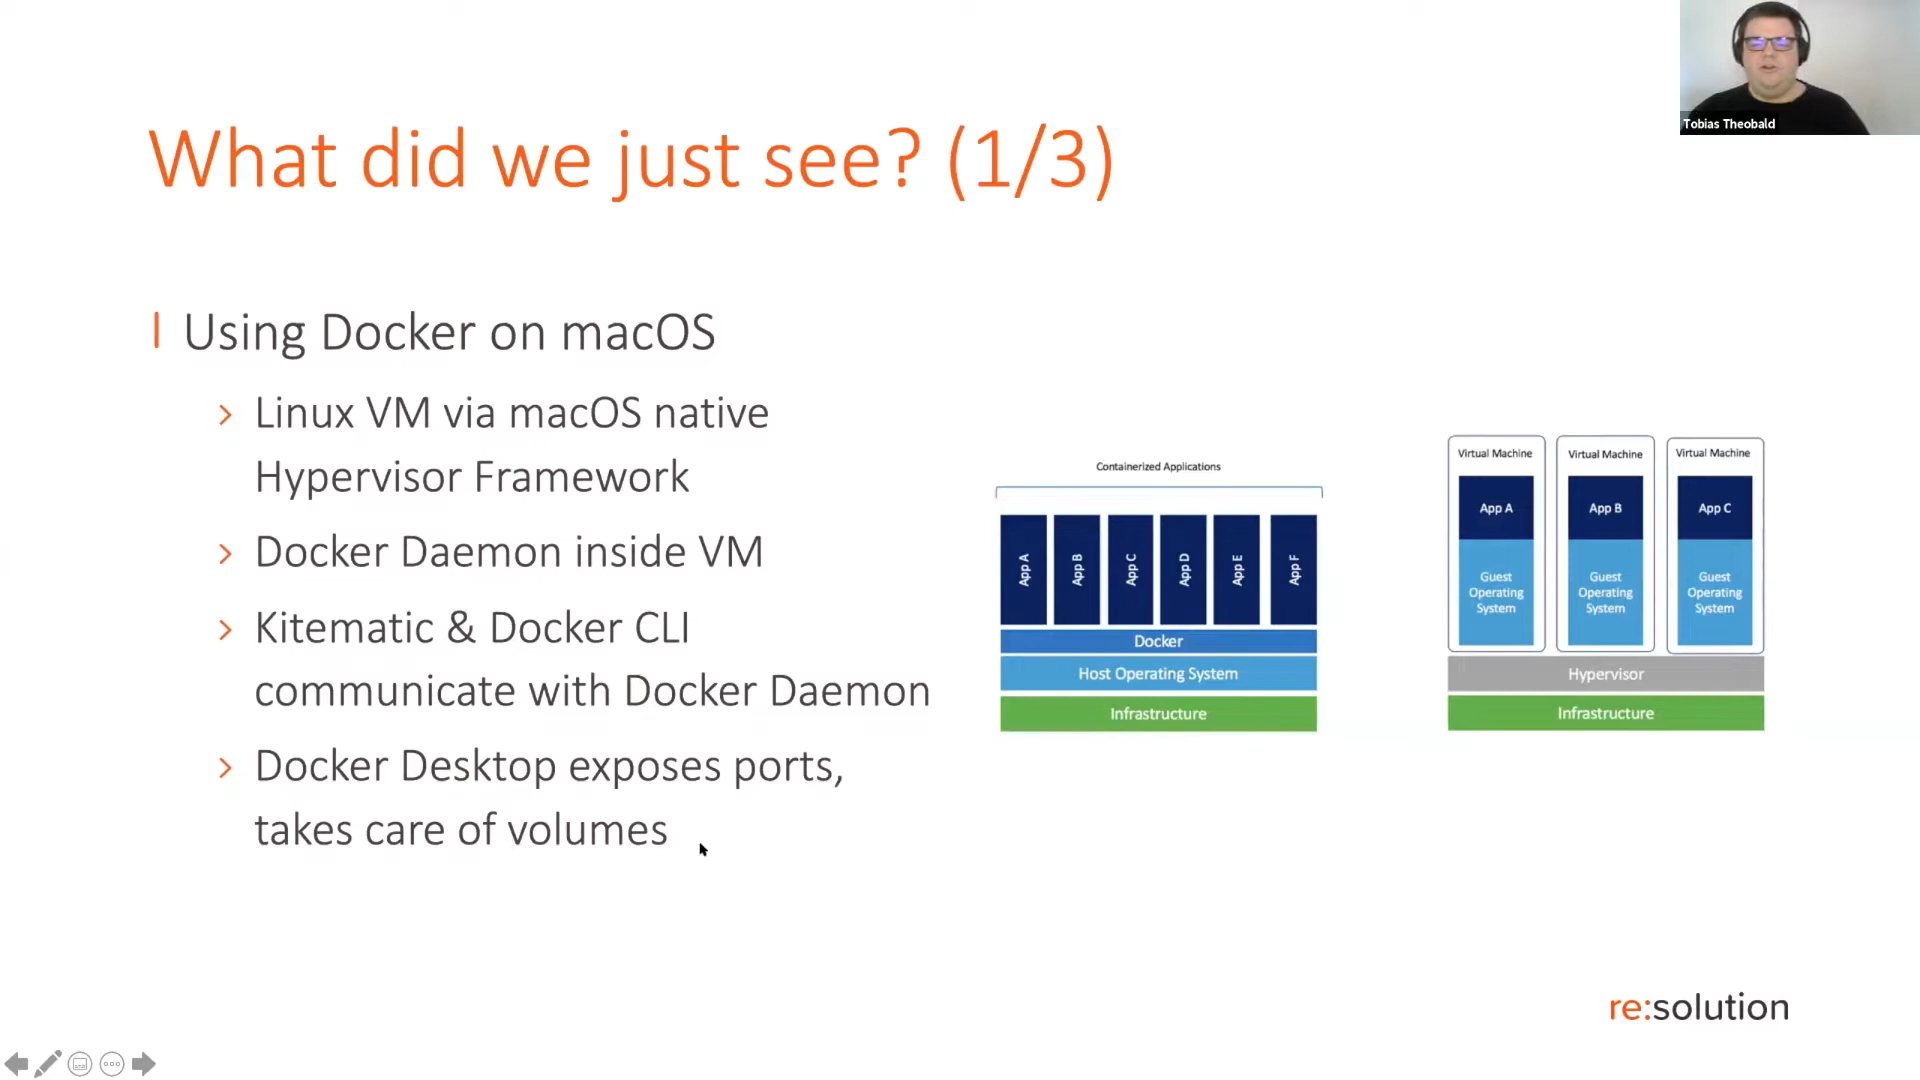 Tobias Theobald
What did we just see? (1/3)
Using Docker on macOS
Linux VM via macOS native
Hypervisor Framework
Docker Daemon inside VM
Kitematic & Docker CLI
communicate with Docker Daemon
Docker Desktop exposes ports,
takes care of volumes
Containerized Applications
App A
App B
App C
App D
App E
App F
Docker
Host Operating System
Infrastructure
Virtual Machine
App A
Guest
Operating
System
Virtual Machine
App B
Guest
Operating
System
Virtual Machine
App C
Guest
Operating
System
Hypervisor
Infrastructure
re:solution